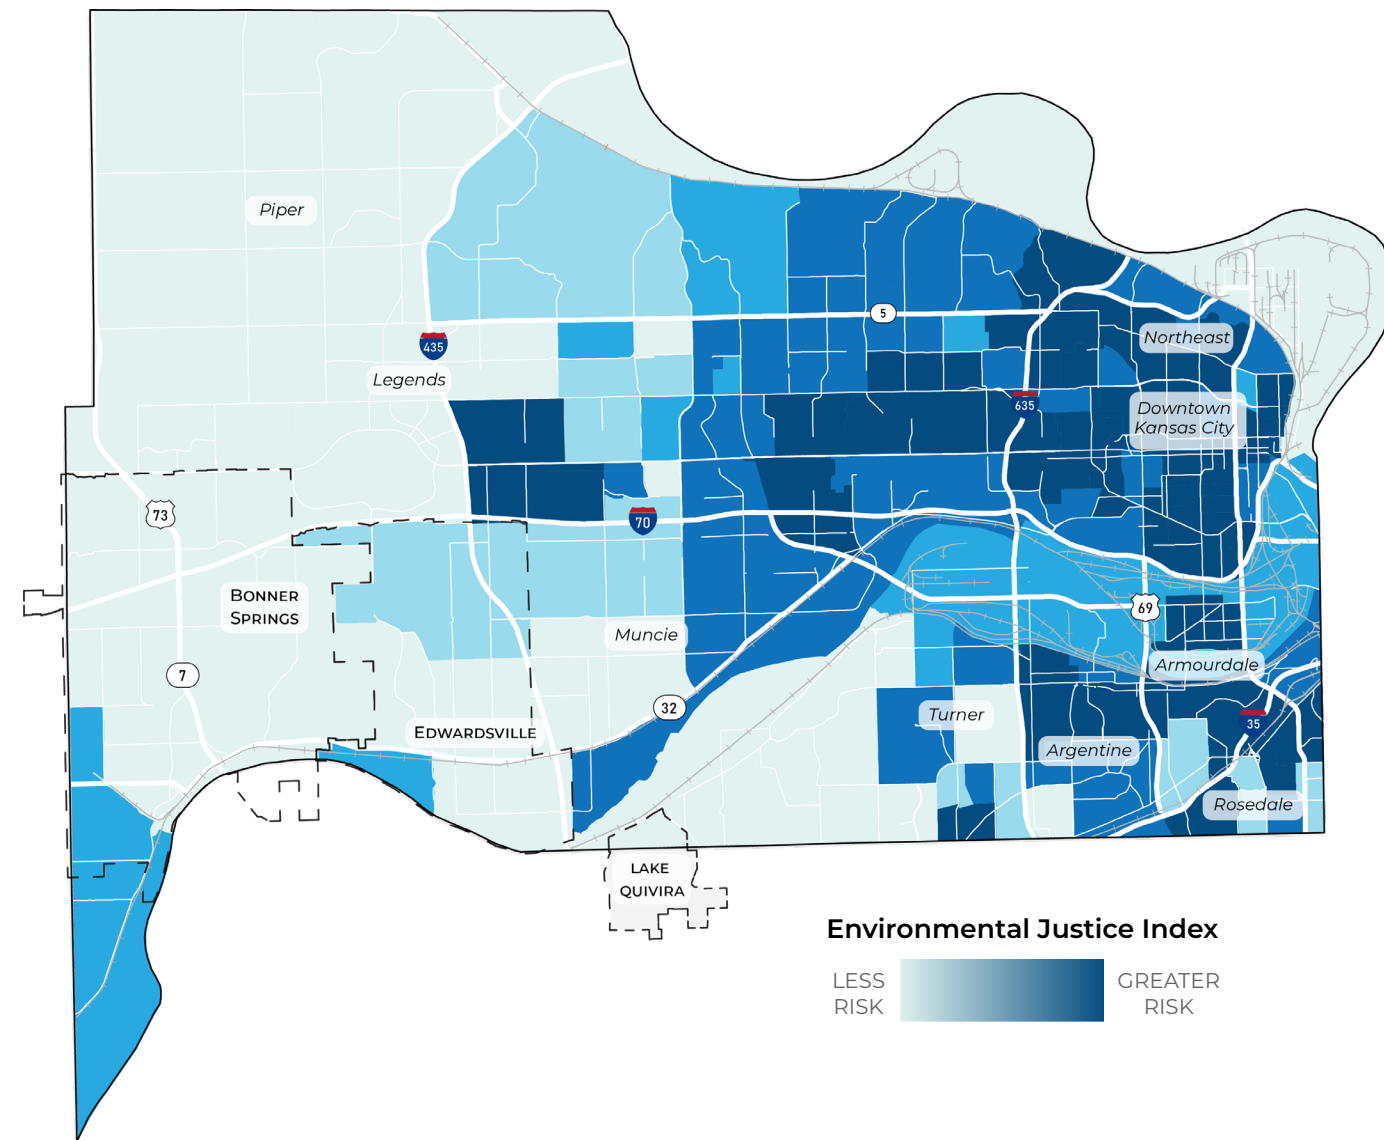 Piper
5
Northeast
435
Legends
635
Downtown
Kansas City
73
70
BONNER
SPRINGS
69
Muncie
Armourdale
7
32
EDWARDSVILLE
Turner
35
Argentine
Rosedale
LAKE
QUIVIRA
Environmental Justice Index
LESS
RISK
GREATER
RISK